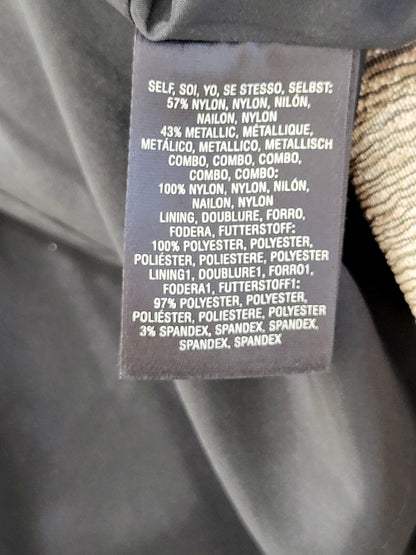 SELF, SOI, YO, SE STESSO, SELBST:
57% NYLON, NYLON, NILÓN,
NAILON, NYLON
43% METALLIC, MÉTALLIQUE,
METÁLICO, METALLICO, METALLISCH
COMBO, COMBO, COMBO,
COMBO, COMBO:
100% NYLON, NYLON, NILÓN,
NAILON, NYLON
LINING, DOUBLURE, FORRO,
FODERA, FUTTERSTOFF:
100% POLYESTER, POLYESTER,
POLIÉSTER, POLIESTERE, POLYESTER
LINING1, DOUBLURE1, FORRO1,
FODERA1, FUTTERSTOFF1:
97% POLYESTER, POLYESTER,
POLIÉSTER, POLIESTERE, POLYESTER
3% SPANDEX, SPANDEX, SPANDEX,
SPANDEX, SPANDEX